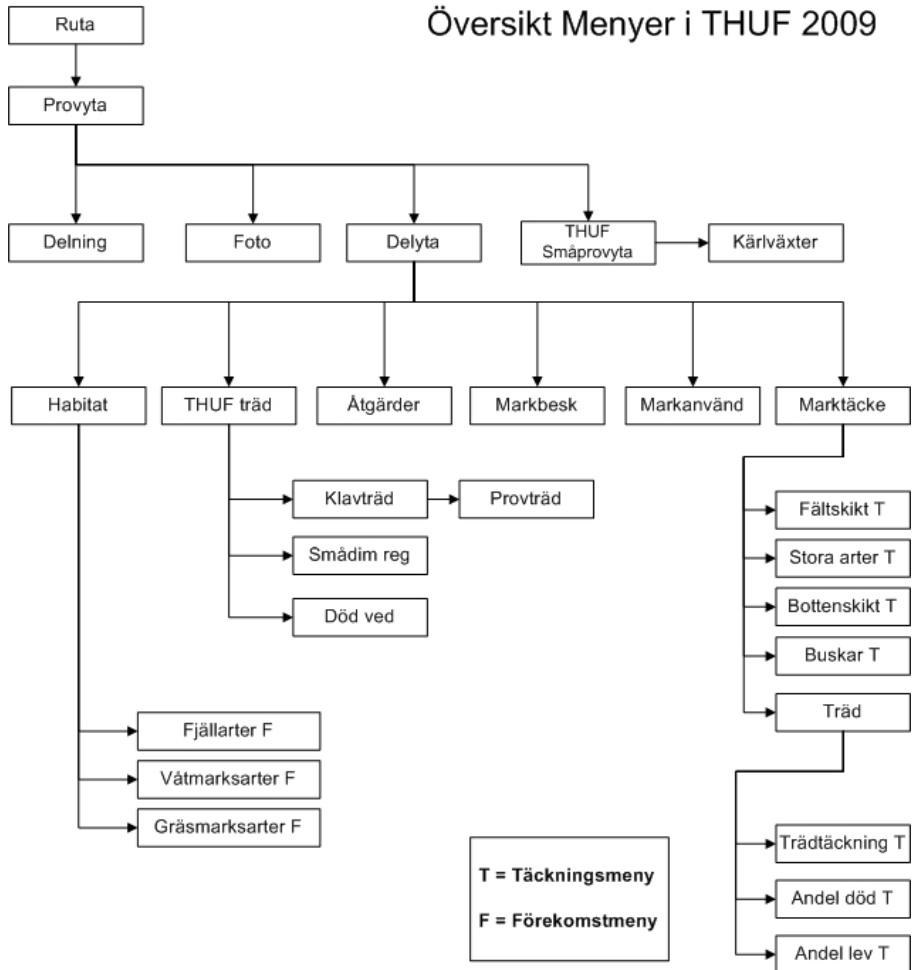 Översikt Menyer i THUF 2009
Ruta
Provyta
Delning
Foto
Delyta
THUF
Småprovyta
Kärlväxter
Habitat
THUF träd
Åtgärder
Markbesk
Markanvänd
Marktäcke
Klavträd
Provträd
Smådim reg
Död ved
Fältskikt T
Stora arter T
Bottenskikt T
Buskar T
Träd
Fjällarter F
Våtmarksarter F
Gräsmarksarter F
Trädtäckning T
Andel död T
Andel lev T
T = Täckningsmeny
F = Förekomstmeny